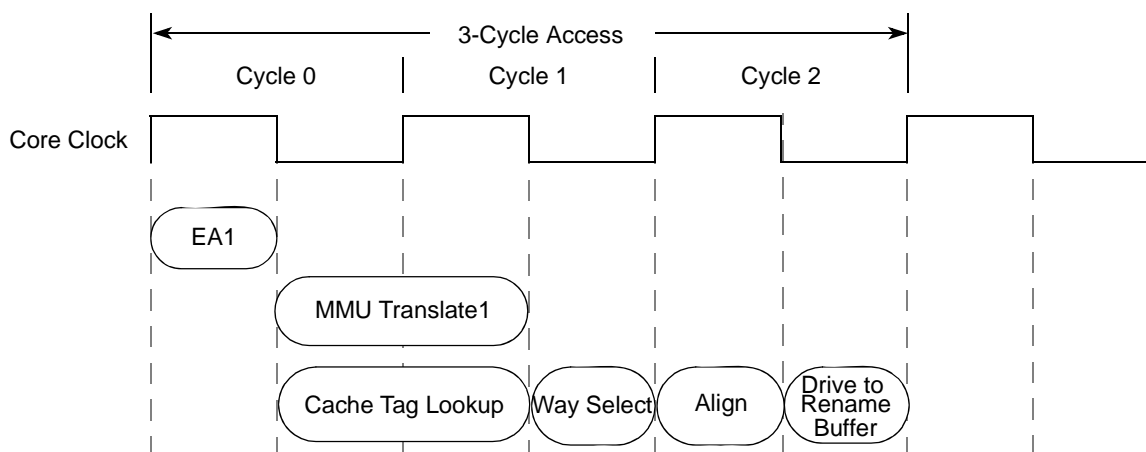 3-Cycle Access
Cycle 0
Cycle 1
Cycle 2
Core Clock
EA1
MMU Translate1
Cache Tag Lookup
Way Select
Align
Drive to
Rename
Buffer